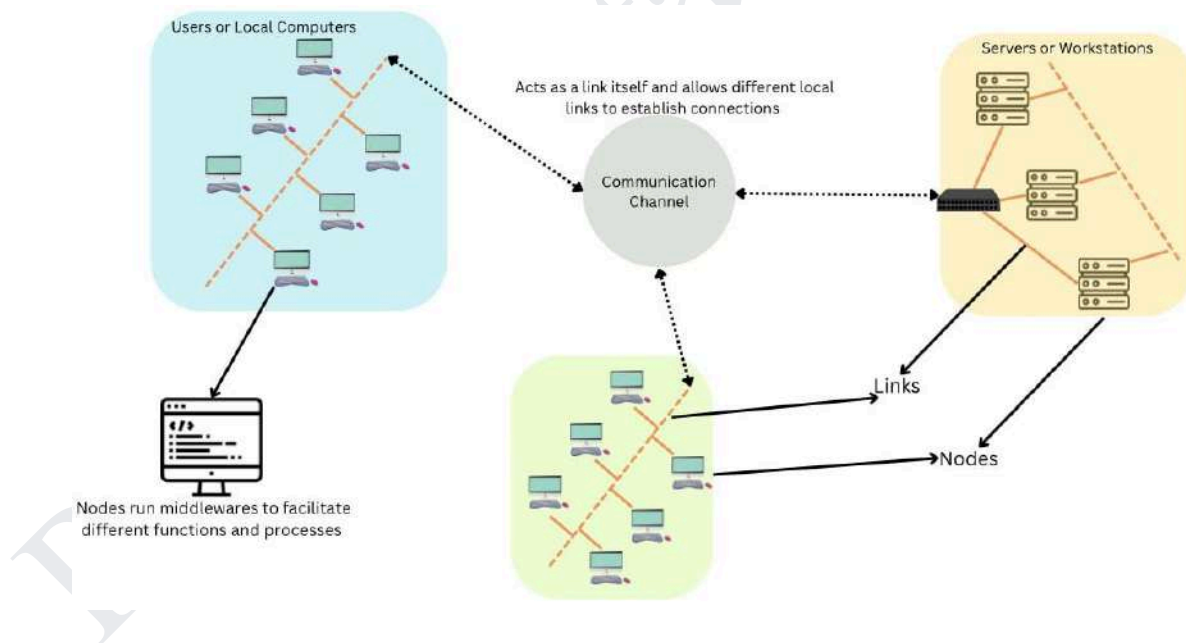 Users or Local Computers
Servers or Workstations
Acts as a link itself and allows different local
links to establish connections
Communication
Channel
Links
Nodes
</>
Nodes run middlewares to facilitate
different functions and processes